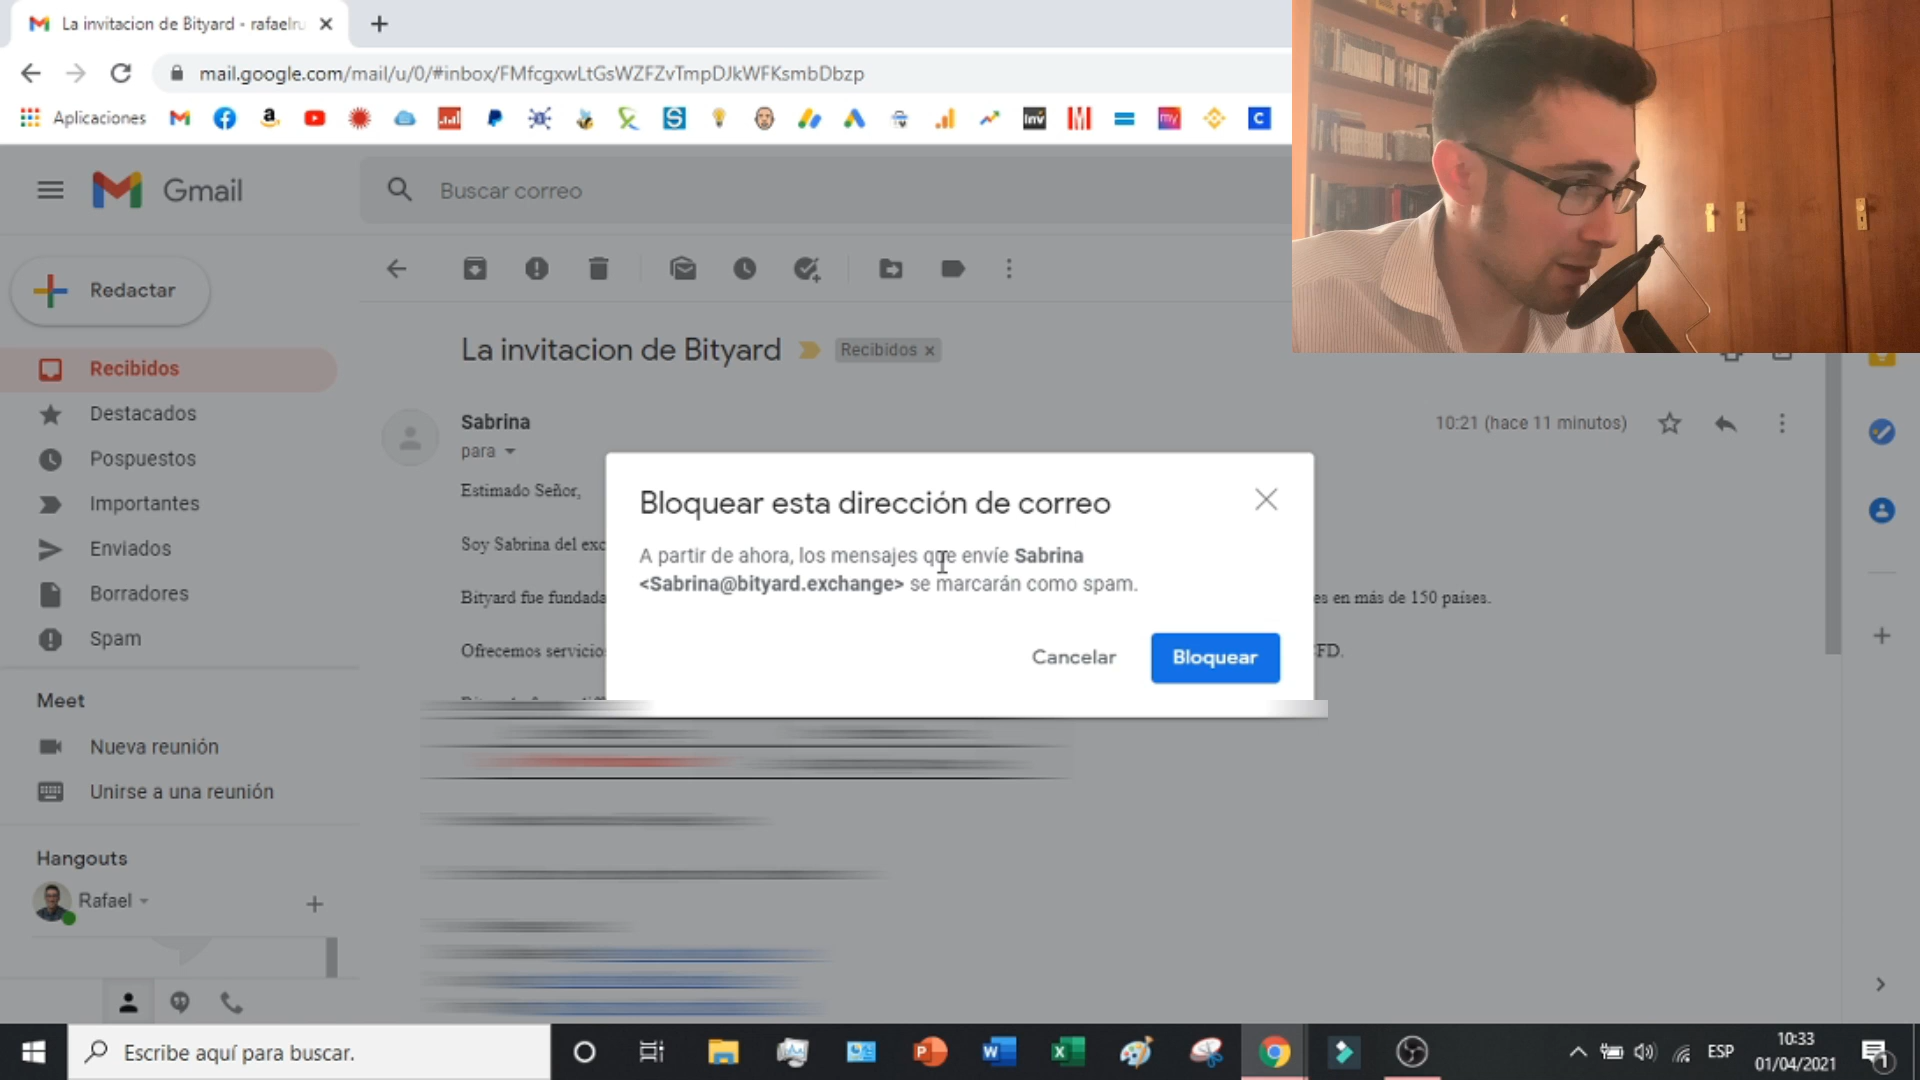 La invitacion de Bityard - rafaelru
mail.google.com/mail/u/0/#inbox/FMfcgxwLtGsWZFZvTmpDJkWFKsmbDbzp
Aplicaciones
Inv
my
C
Gmail
Buscar correo
Redactar
La invitacion de Bityard
Recibidos x
Recibidos
Destacados
Pospuestos
Importantes
Enviados
Borradores
Spam
Sabrina
10:21 (hace 11 minutos)
para
Estimado Señor,
Soy Sabrina del exc
Bityard fue fundada
es en más de 150 países.
Ofrecemos servicio
FD.
Bloquear esta dirección de correo
A partir de ahora, los mensajes que envíe Sabrina
<Sabrina@bityard.exchange> se marcarán como spam.
Cancelar
Bloquear
Meet
Nueva reunión
Unirse a una reunión
Hangouts
Rafael
Escribe aquí para buscar.
ESP
10:33
01/04/2021
1